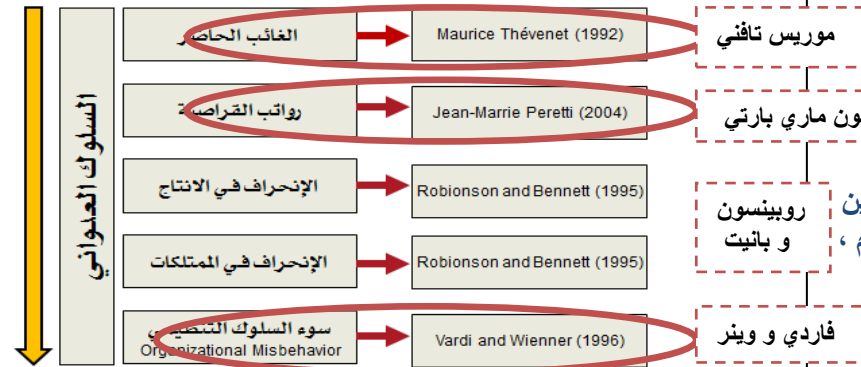 السلوك العدواني
الغائب الحاضر
Maurice Thévenet (1992)
موريس تافني
رواتب القراصنة
Jean-Marrie Peretti (2004)
ون ماري بارتي
الإنحراف في الانتاج
Robionson and Bennett (1995)
روبينسون
و بانيت
ين
م ،
الإنحراف في الممتلكات
Robionson and Bennett (1995)
سوء السلوك التنظيمي
Organizational Misbehavior
Vardi and Wienner (1996)
فاردي و وينر